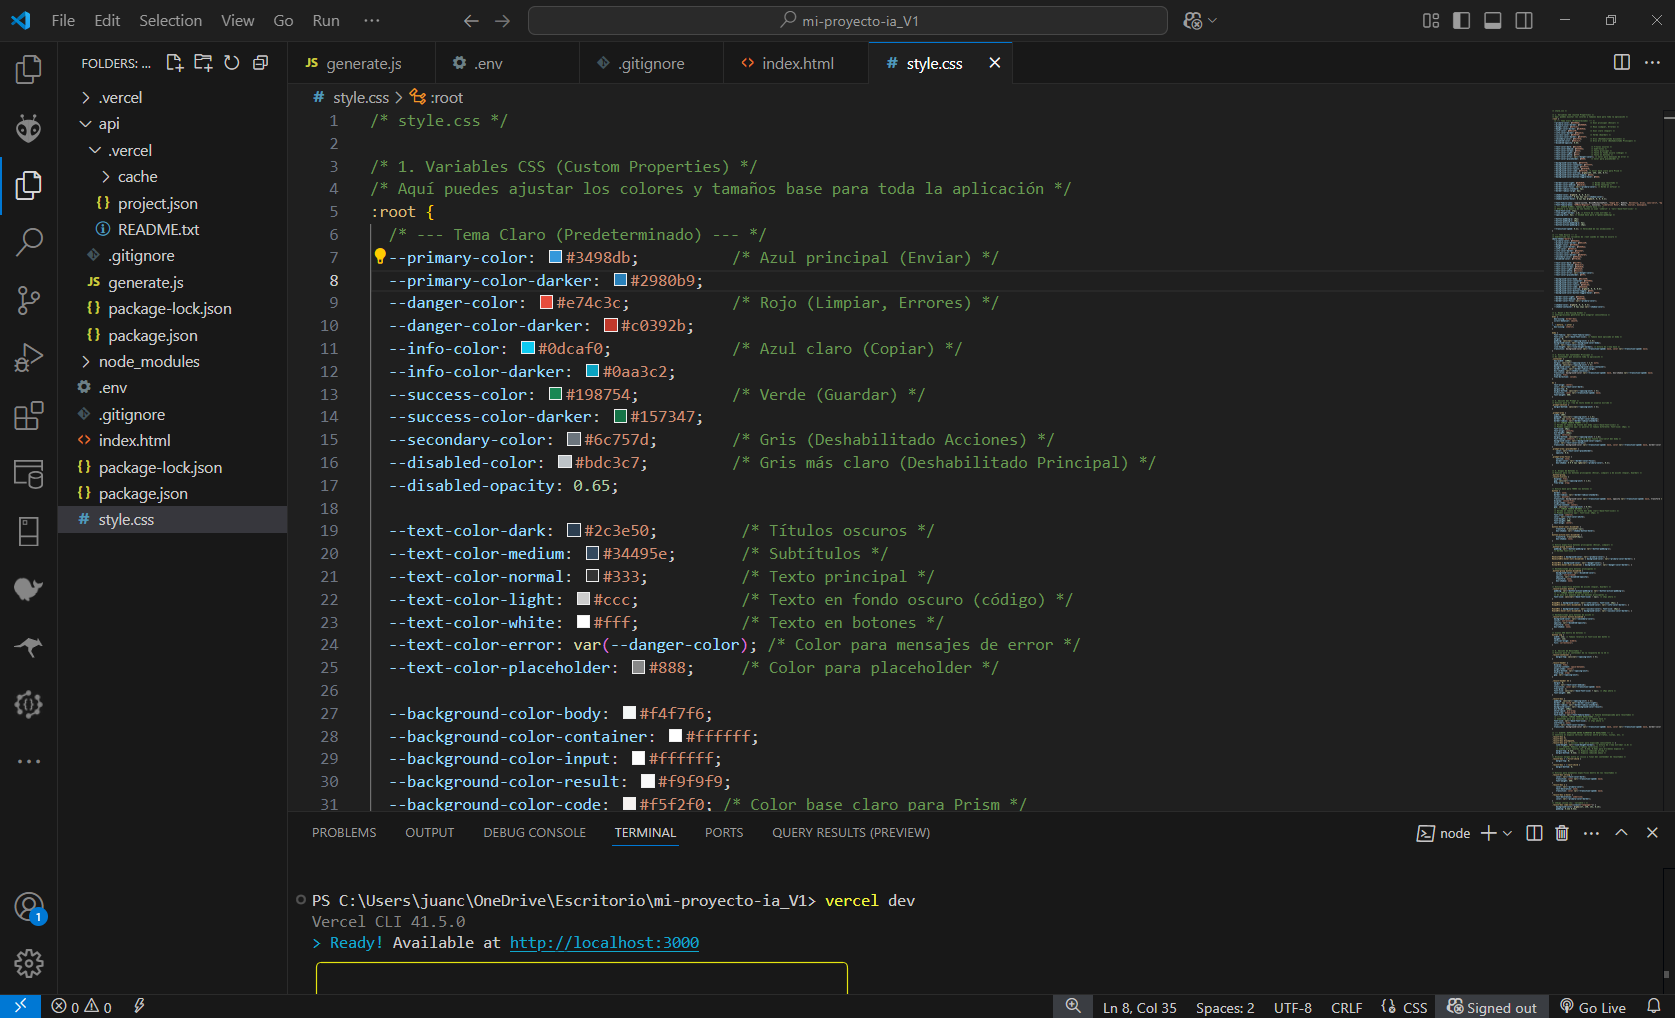 File Edit Selection View Go Run ···
mi-proyecto-ia_V1
FOLDERS: ...
.vercel
api
.vercel
cache
{} project.json
README.txt
.gitignore
JS generate.js
{} package-lock.json
{} package.json
node_modules
.env
.gitignore
<> index.html
{} package-lock.json
{} package.json
# style.css
1
JS generate.js
.env
.gitignore
<> index.html
# style.css
# style.css > :root
1 /* style.css */
2
3 /* 1. Variables CSS (Custom Properties) */
4 /* Aquí puedes ajustar los colores y tamaños base para toda la aplicación */
5 :root {
6 /* --- Tema Claro (Predeterminado) --- */
7 --primary-color: #3498db; /* Azul principal (Enviar) */
8 --primary-color-darker: #2980b9;
9 --danger-color: #e74c3c; /* Rojo (Limpiar, Errores) */
10 --danger-color-darker: #c0392b;
11 --info-color: #0dcaf0; /* Azul claro (Copiar) */
12 --info-color-darker: #0aa3c2;
13 --success-color: #198754; /* Verde (Guardar) */
14 --success-color-darker: #157347;
15 --secondary-color: #6c757d; /* Gris (Deshabilitado Acciones) */
16 --disabled-color: #bdc3c7; /* Gris más claro (Deshabilitado Principal) */
17 --disabled-opacity: 0.65;
18
19 --text-color-dark: #2c3e50; /* Títulos oscuros */
20 --text-color-medium: #34495e; /* Subtítulos */
21 --text-color-normal: #333; /* Texto principal */
22 --text-color-light: #ccc; /* Texto en fondo oscuro (código) */
23 --text-color-white: #fff; /* Texto en botones */
24 --text-color-error: var(--danger-color); /* Color para mensajes de error */
25 --text-color-placeholder: #888; /* Color para placeholder */
26
27 --background-color-body: #f4f7f6;
28 --background-color-container: #ffffff;
29 --background-color-input: #ffffff;
30 --background-color-result: #f9f9f9;
31 --background-color-code: #f5f2f0; /* Color base claro para Prism */
PROBLEMS OUTPUT DEBUG CONSOLE TERMINAL PORTS QUERY RESULTS (PREVIEW)
node
PS C:\Users\juanc\OneDrive\Escritorio\mi-proyecto-ia_V1> vercel dev
Vercel CLI 41.5.0
> Ready! Available at http://localhost:3000
0 0
Ln 8, Col 35 Spaces: 2 UTF-8 CRLF {} CSS Signed out Go Live